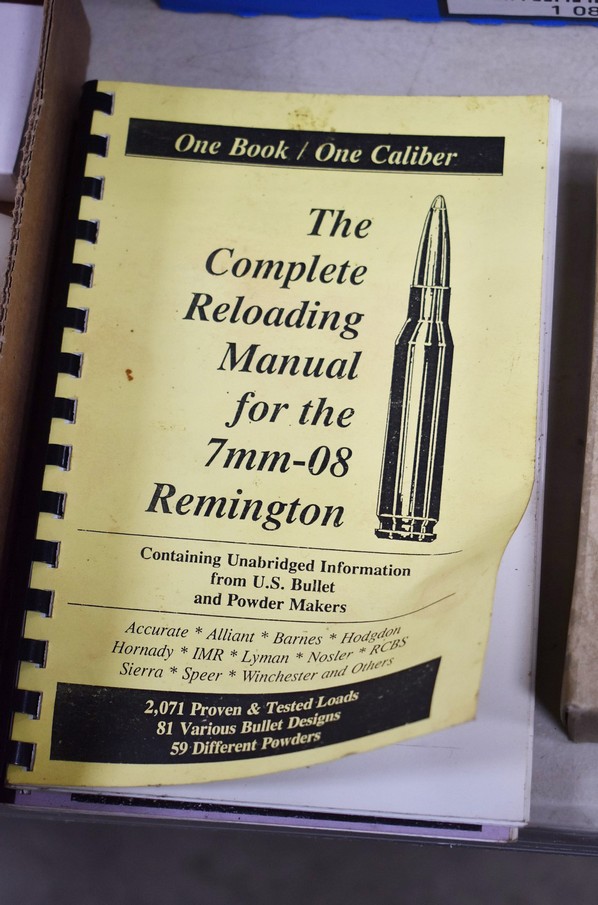 1 08
One Book / One Caliber
The
Complete
Reloading
Manual
for the
7mm-08
Remington
Containing Unabridged Information
from U.S. Bullet
and Powder Makers
Accurate * Alliant * Barnes * Hodgdon
Hornady * IMR * Lyman * Nosler * RCBS
Sierra * Speer * Winchester and Others
2,071 Proven & Tested Loads
81 Various Bullet Designs
59 Different Powders